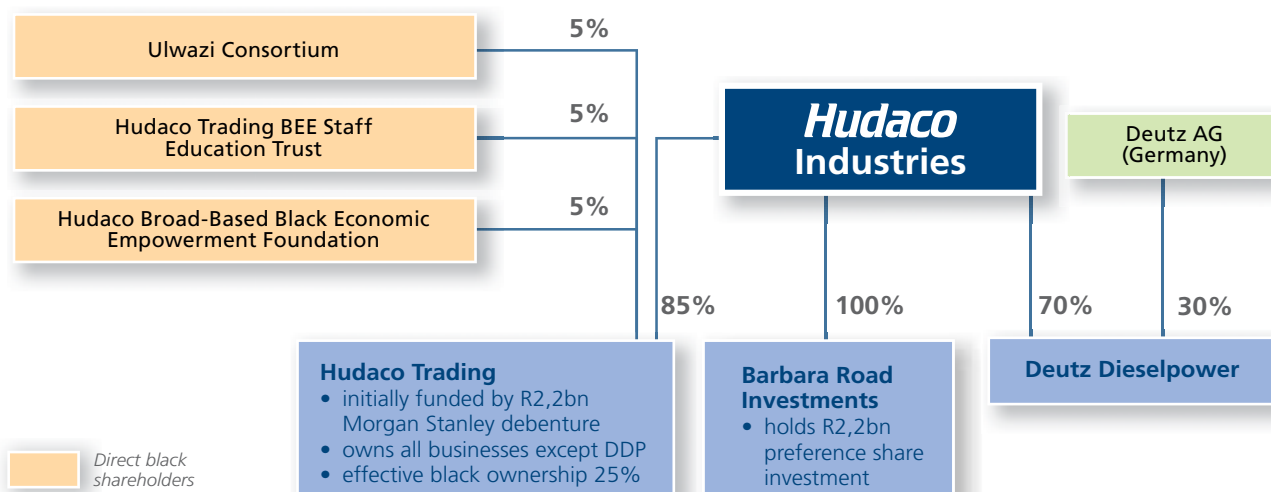 Ulwazi Consortium
5%
Hudaco Trading BEE Staff
Education Trust
5%
Hudaco Broad-Based Black Economic
Empowerment Foundation
5%
Hudaco
Industries
Deutz AG
(Germany)
85%
100%
70%
30%
Hudaco Trading
• initially funded by R2,2bn
Morgan Stanley debenture
• owns all businesses except DDP
• effective black ownership 25%
Barbara Road
Investments
• holds R2,2bn
preference share
investment
Deutz Dieselpower
Direct black
shareholders